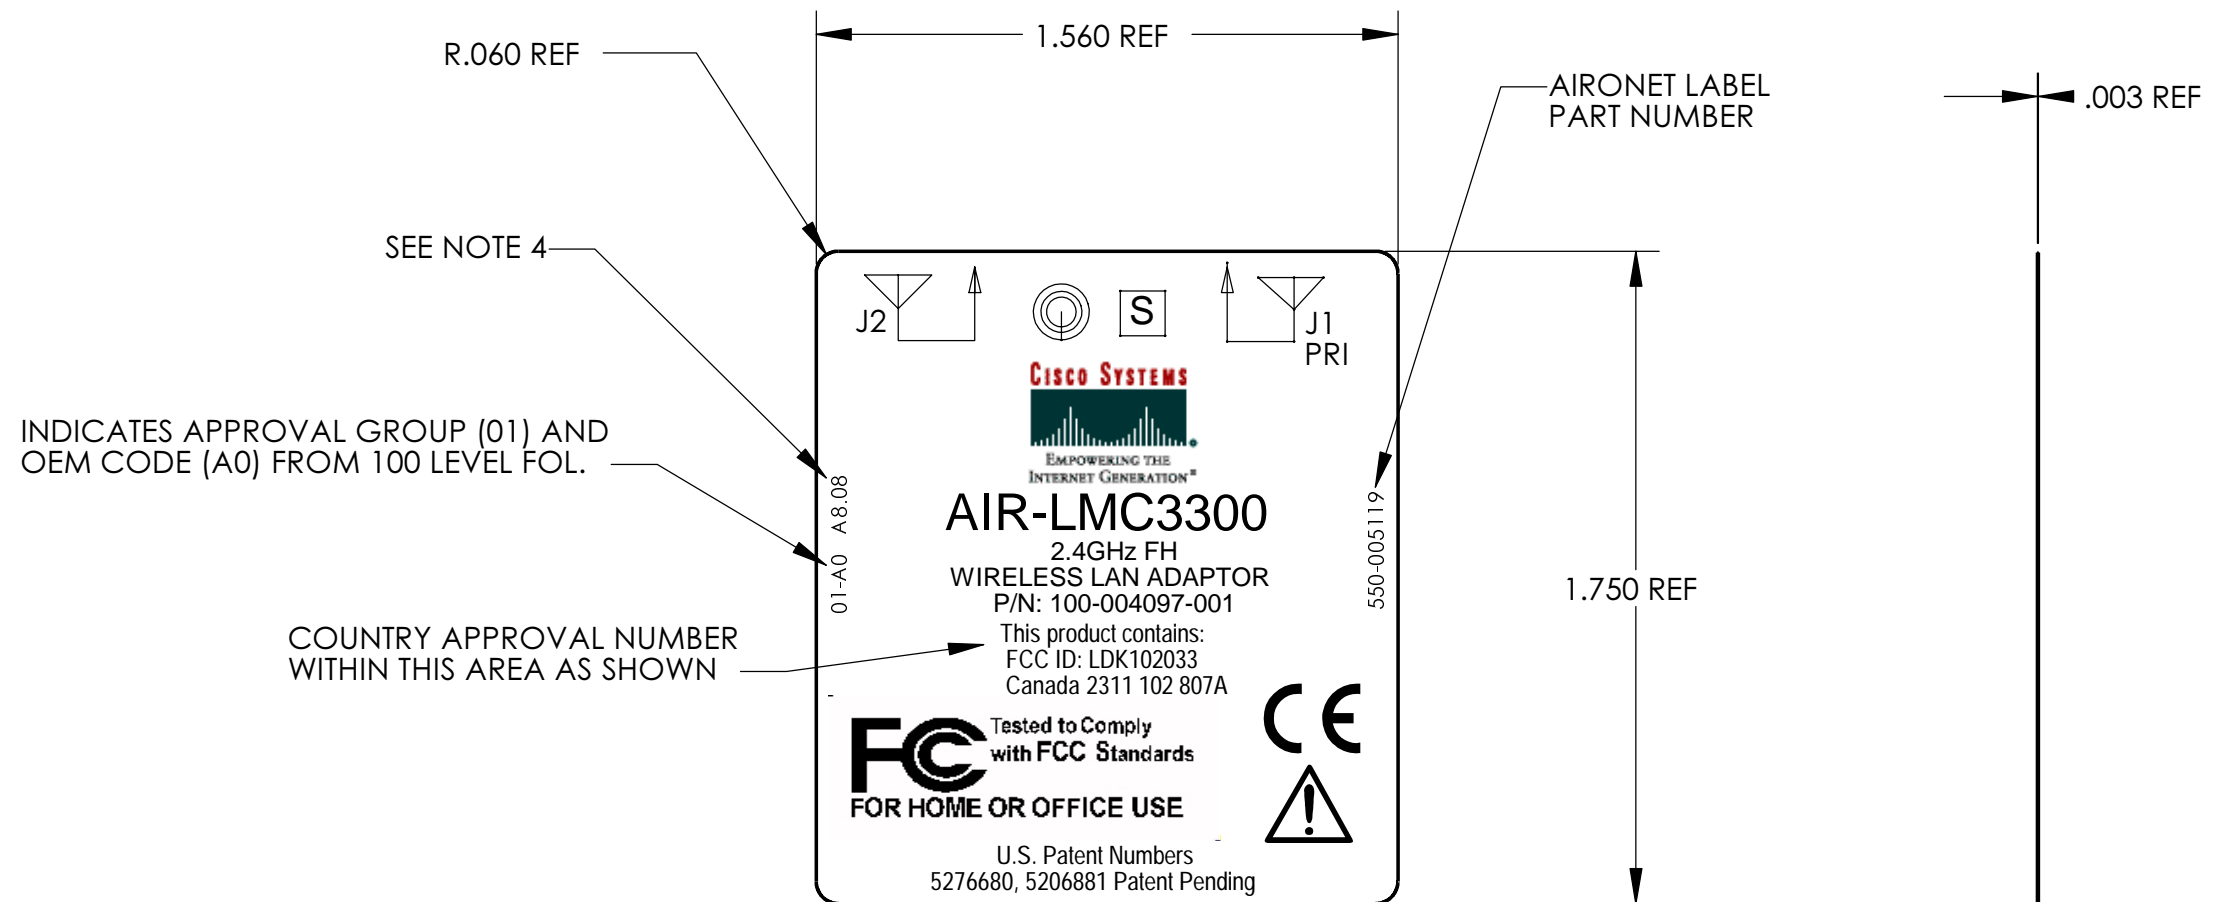 1.560 REF
R.060 REF
AIRONET LABEL
PART NUMBER
.003 REF
SEE NOTE 4
J2
S
J1
PRI
CISCO SYSTEMS
EMPOWERING THE
INTERNET GENERATION
INDICATES APPROVAL GROUP (01) AND
OEM CODE (A0) FROM 100 LEVEL FOL.
01-A0 A8.08
AIR-LMC3300
550-005119
2.4GHz FH
WIRELESS LAN ADAPTOR
P/N: 100-004097-001
1.750 REF
COUNTRY APPROVAL NUMBER
WITHIN THIS AREA AS SHOWN
This product contains:
FCC ID: LDK102033
Canada 2311 102 807A
FC Tested to Comply
with FCC Standards
FOR HOME OR OFFICE USE
CE
U.S. Patent Numbers
5276680, 5206881 Patent Pending